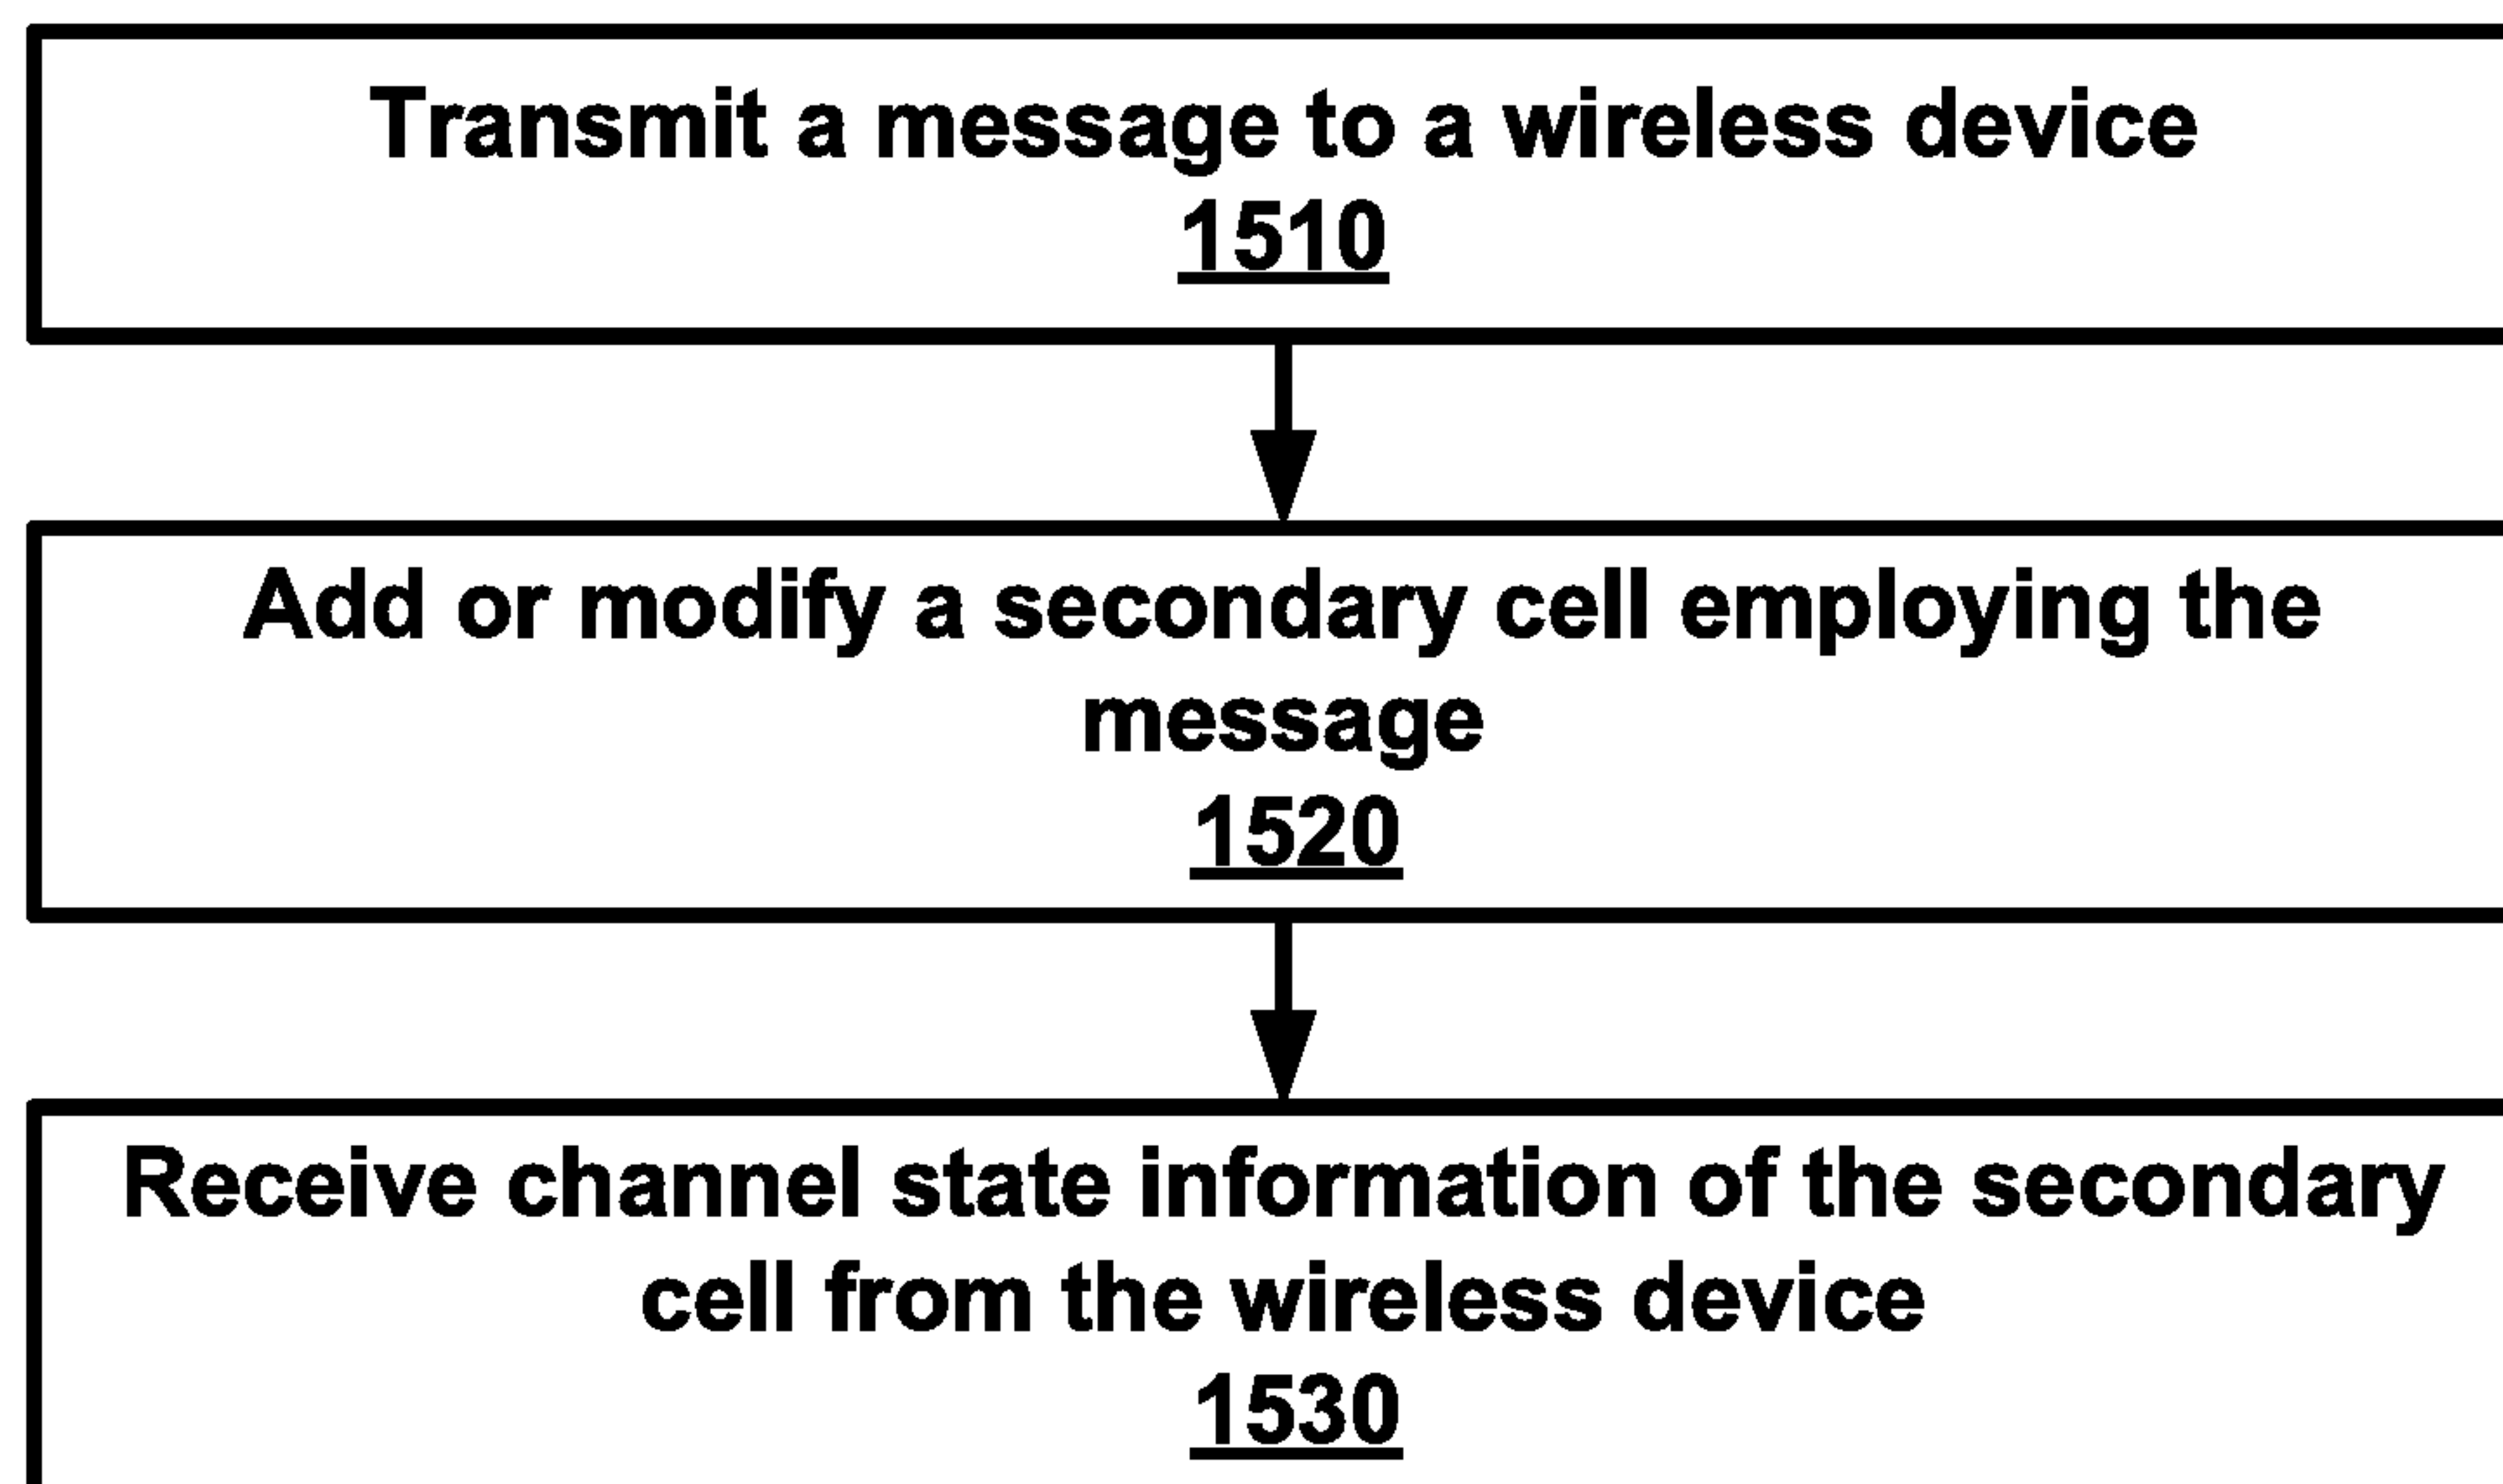 Transmit a message to a wireless device
1510
Add or modify a secondary cell employing the
message
1520
Receive channel state information of the secondary
cell from the wireless device
1530